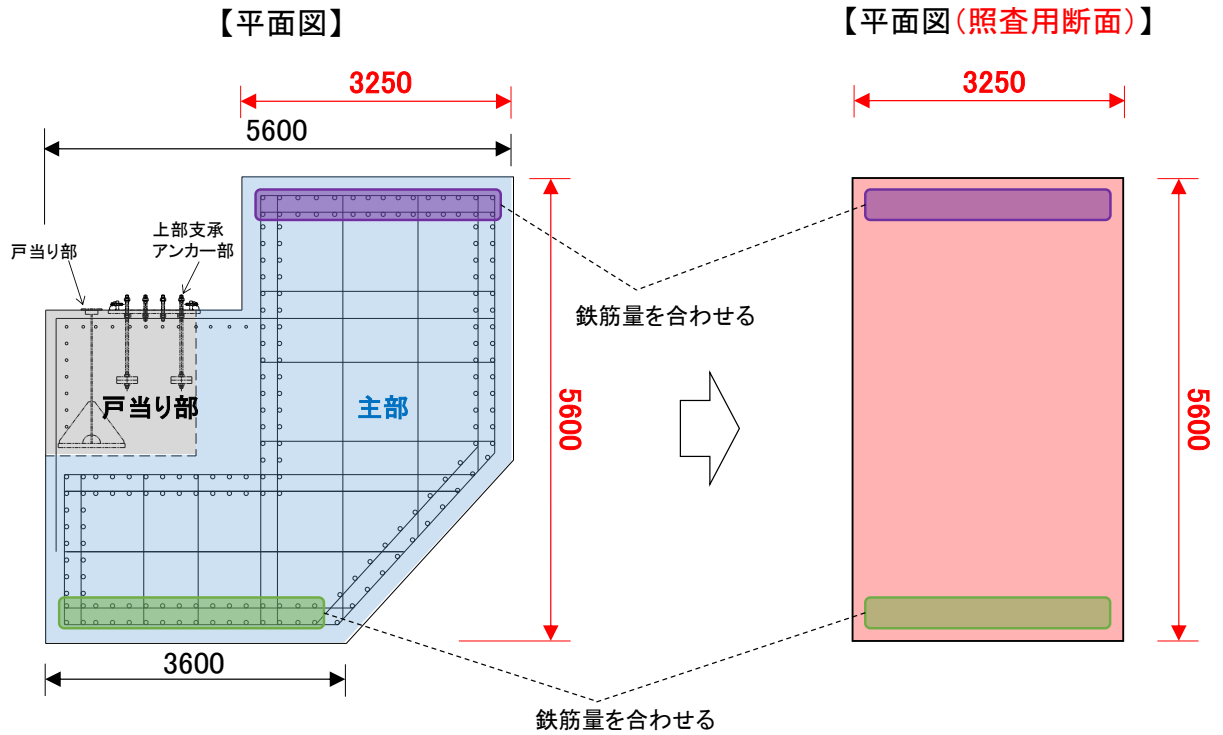 【平面図】
【平面図(照査用断面)】
3250
3250
5600
上部支承
アンカー部
戸当り部
鉄筋量を合わせる
戸当り部
主部
5600
5600
3600
鉄筋量を合わせる